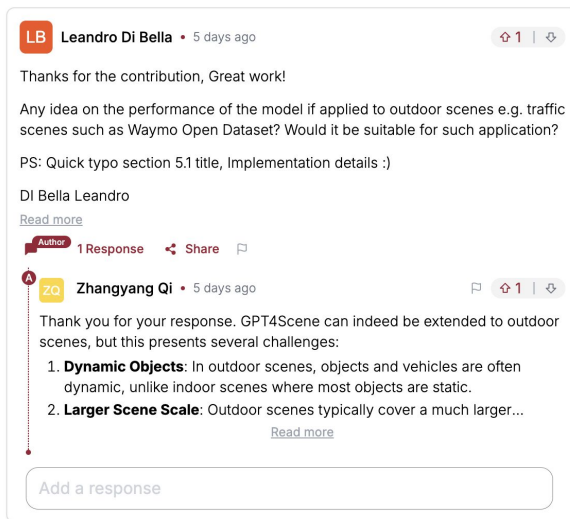 LB Leandro Di Bella • 5 days ago 1
Thanks for the contribution, Great work!
Any idea on the performance of the model if applied to outdoor scenes e.g. traffic
scenes such as Waymo Open Dataset? Would it be suitable for such application?
PS: Quick typo section 5.1 title, Implementation details :)
DI Bella Leandro
Read more
Author 1 Response Share
A ZQ Zhangyang Qi • 5 days ago 1
Thank you for your response. GPT4Scene can indeed be extended to outdoor
scenes, but this presents several challenges:
1. Dynamic Objects: In outdoor scenes, objects and vehicles are often
dynamic, unlike indoor scenes where most objects are static.
2. Larger Scene Scale: Outdoor scenes typically cover a much larger...
Read more
Add a response